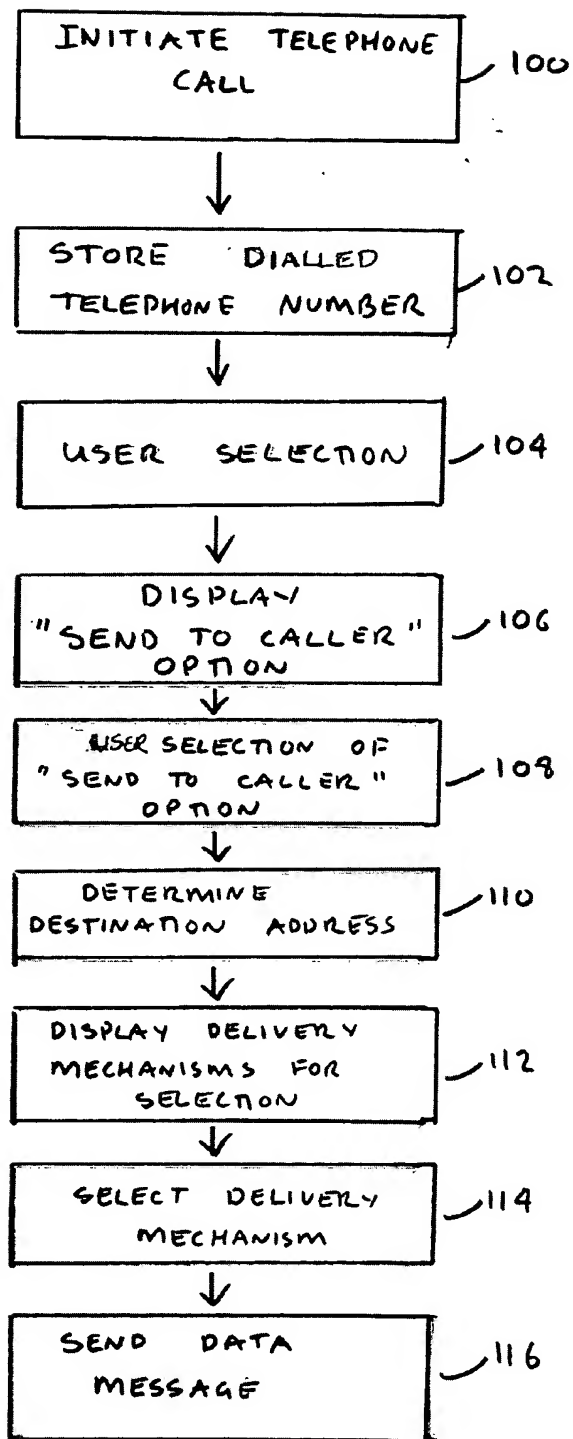 INITIATE TELEPHONE
CALL
100
STORE DIALLED
TELEPHONE NUMBER
102
USER SELECTION
104
DISPLAY
"SEND TO CALLER"
OPTION
106
USER SELECTION OF
"SEND TO CALLER"
OPTION
108
DETERMINE
DESTINATION ADDRESS
110
DISPLAY DELIVERY
MECHANISMS FOR
SELECTION
112
SELECT DELIVERY
MECHANISM
114
SEND DATA
MESSAGE
116